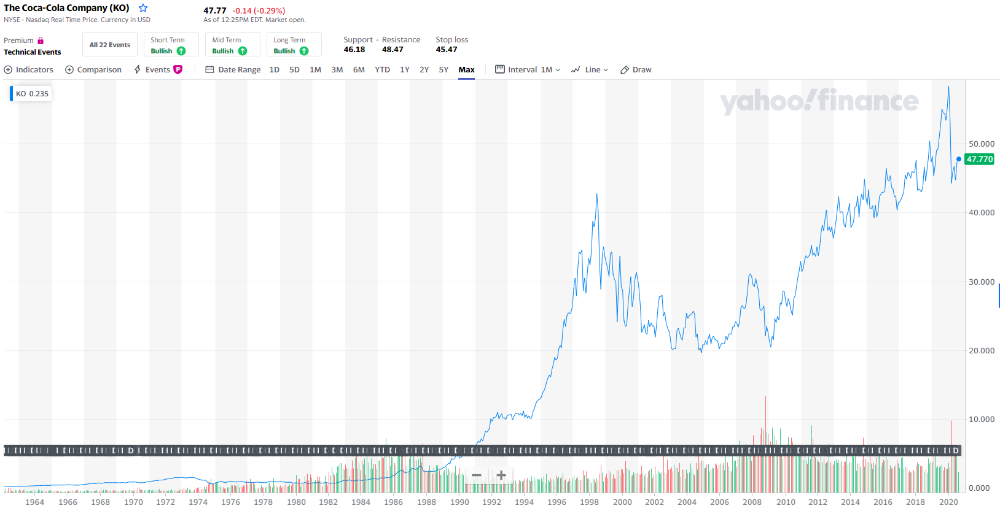 The Coca-Cola Company (KO)
NYSE - Nasdaq Real Time Price. Currency in USD
47.77 -0.14 (-0.29%)
As of 12:25PM EDT. Market open.
Premium
Technical Events
All 22 Events
Short Term
Bullish
Mid Term
Bullish
Long Term
Bullish
Support - Resistance
46.18 48.47
Stop loss
45.47
Indicators Comparison Events P Date Range 1D 5D 1M 3M 6M YTD 1Y 2Y 5Y Max Interval 1M Line Draw
KO 0.235
yahoo!finance
50.000
47.770
40.000
30.000
20.000
10.000
0.000
1964 1966 1968 1970 1972 1974 1976 1978 1980 1982 1984 1986 1988 1990 1992 1994 1996 1998 2000 2002 2004 2006 2008 2010 2012 2014 2016 2018 2020